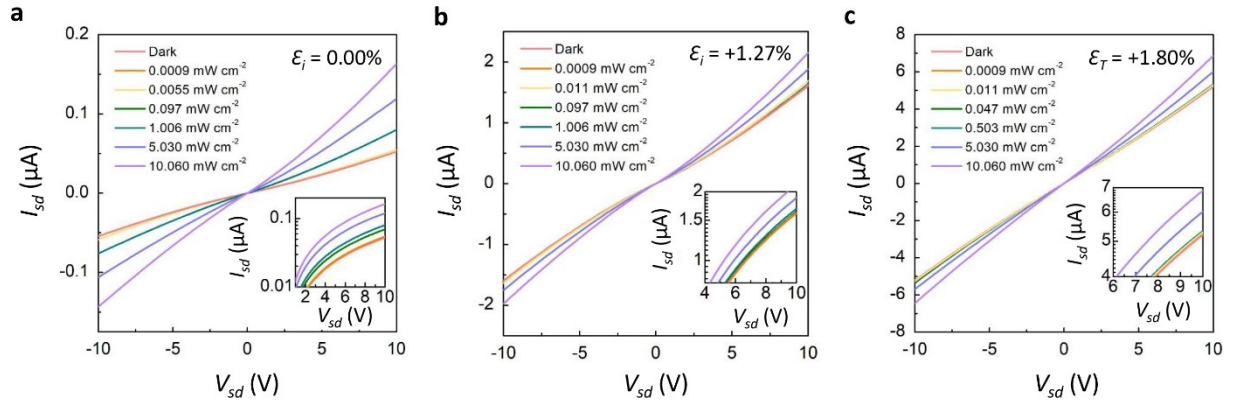 a
0.2
0.1
0.0
-0.1
-10
-5
0
5
10
I_sd (µA)
V_sd (V)
Dark
0.0009 mW cm⁻²
0.0055 mW cm⁻²
0.097 mW cm⁻²
1.006 mW cm⁻²
5.030 mW cm⁻²
10.060 mW cm⁻²
Ɛ_i = 0.00%
0.1
0.01
2 4 6 8 10
I_sd (µA)
V_sd (V)
b
2
1
0
-1
-2
-10
-5
0
5
10
I_sd (µA)
V_sd (V)
Dark
0.0009 mW cm⁻²
0.011 mW cm⁻²
0.097 mW cm⁻²
1.006 mW cm⁻²
5.030 mW cm⁻²
10.060 mW cm⁻²
Ɛ_i = +1.27%
2
1.5
1
4 6 8 10
I_sd (µA)
V_sd (V)
c
8
6
4
2
0
-2
-4
-6
-8
-10
-5
0
5
10
I_sd (µA)
V_sd (V)
Dark
0.0009 mW cm⁻²
0.011 mW cm⁻²
0.047 mW cm⁻²
0.503 mW cm⁻²
5.030 mW cm⁻²
10.060 mW cm⁻²
Ɛ_T = +1.80%
7
6
5
4
6 7 8 9 10
I_sd (µA)
V_sd (V)